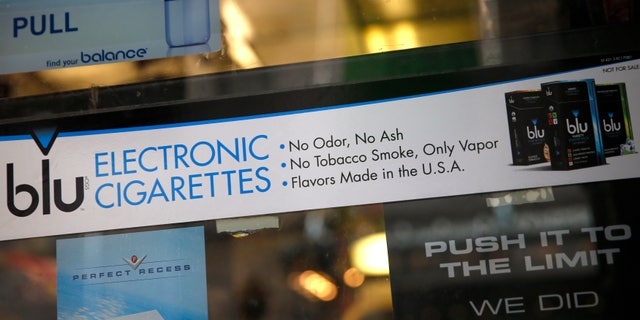 PULL
find your balance
NOT FOR SALE
blu
ECIGS
ELECTRONIC
CIGARETTES
• No Odor, No Ash
• No Tobacco Smoke, Only Vapor
• Flavors Made in the U.S.A.
blu
blu
blu
PERFECT RECESS
PUSH IT TO
THE LIMIT
WE DID